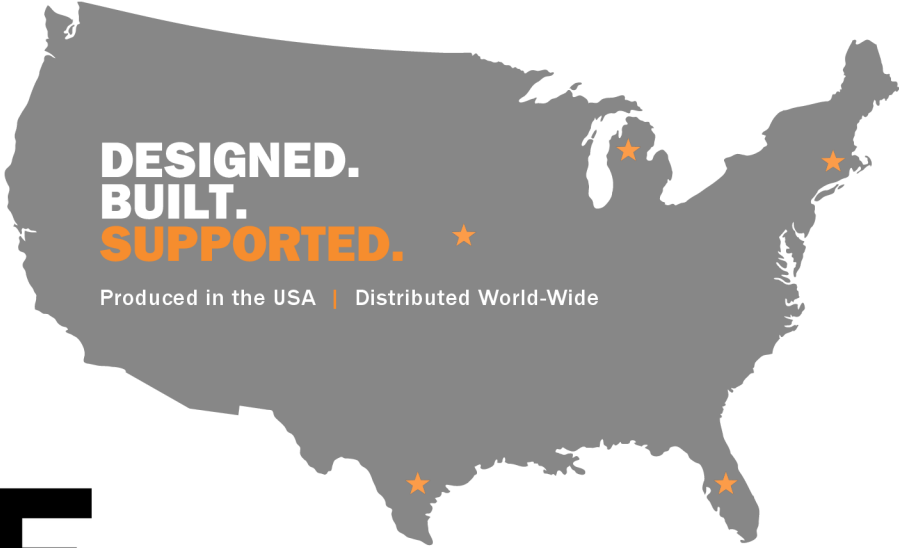 DESIGNED.
BUILT.
SUPPORTED.
Produced in the USA | Distributed World-Wide